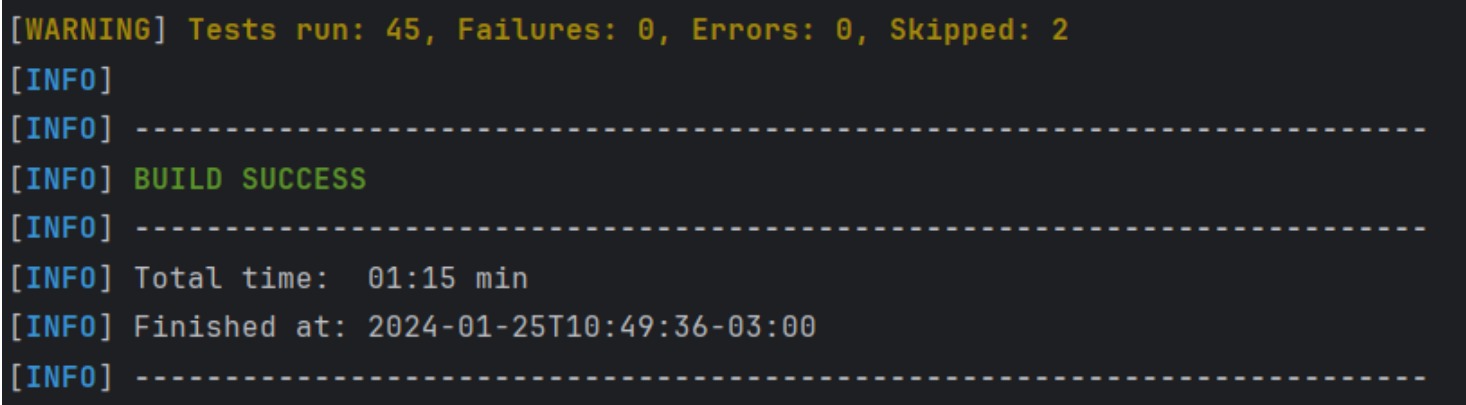 [WARNING] Tests run: 45, Failures: 0, Errors: 0, Skipped: 2
[INFO]
[INFO] ------------------------------------------------------------------------
[INFO] BUILD SUCCESS
[INFO] ------------------------------------------------------------------------
[INFO] Total time:  01:15 min
[INFO] Finished at: 2024-01-25T10:49:36-03:00
[INFO] ------------------------------------------------------------------------